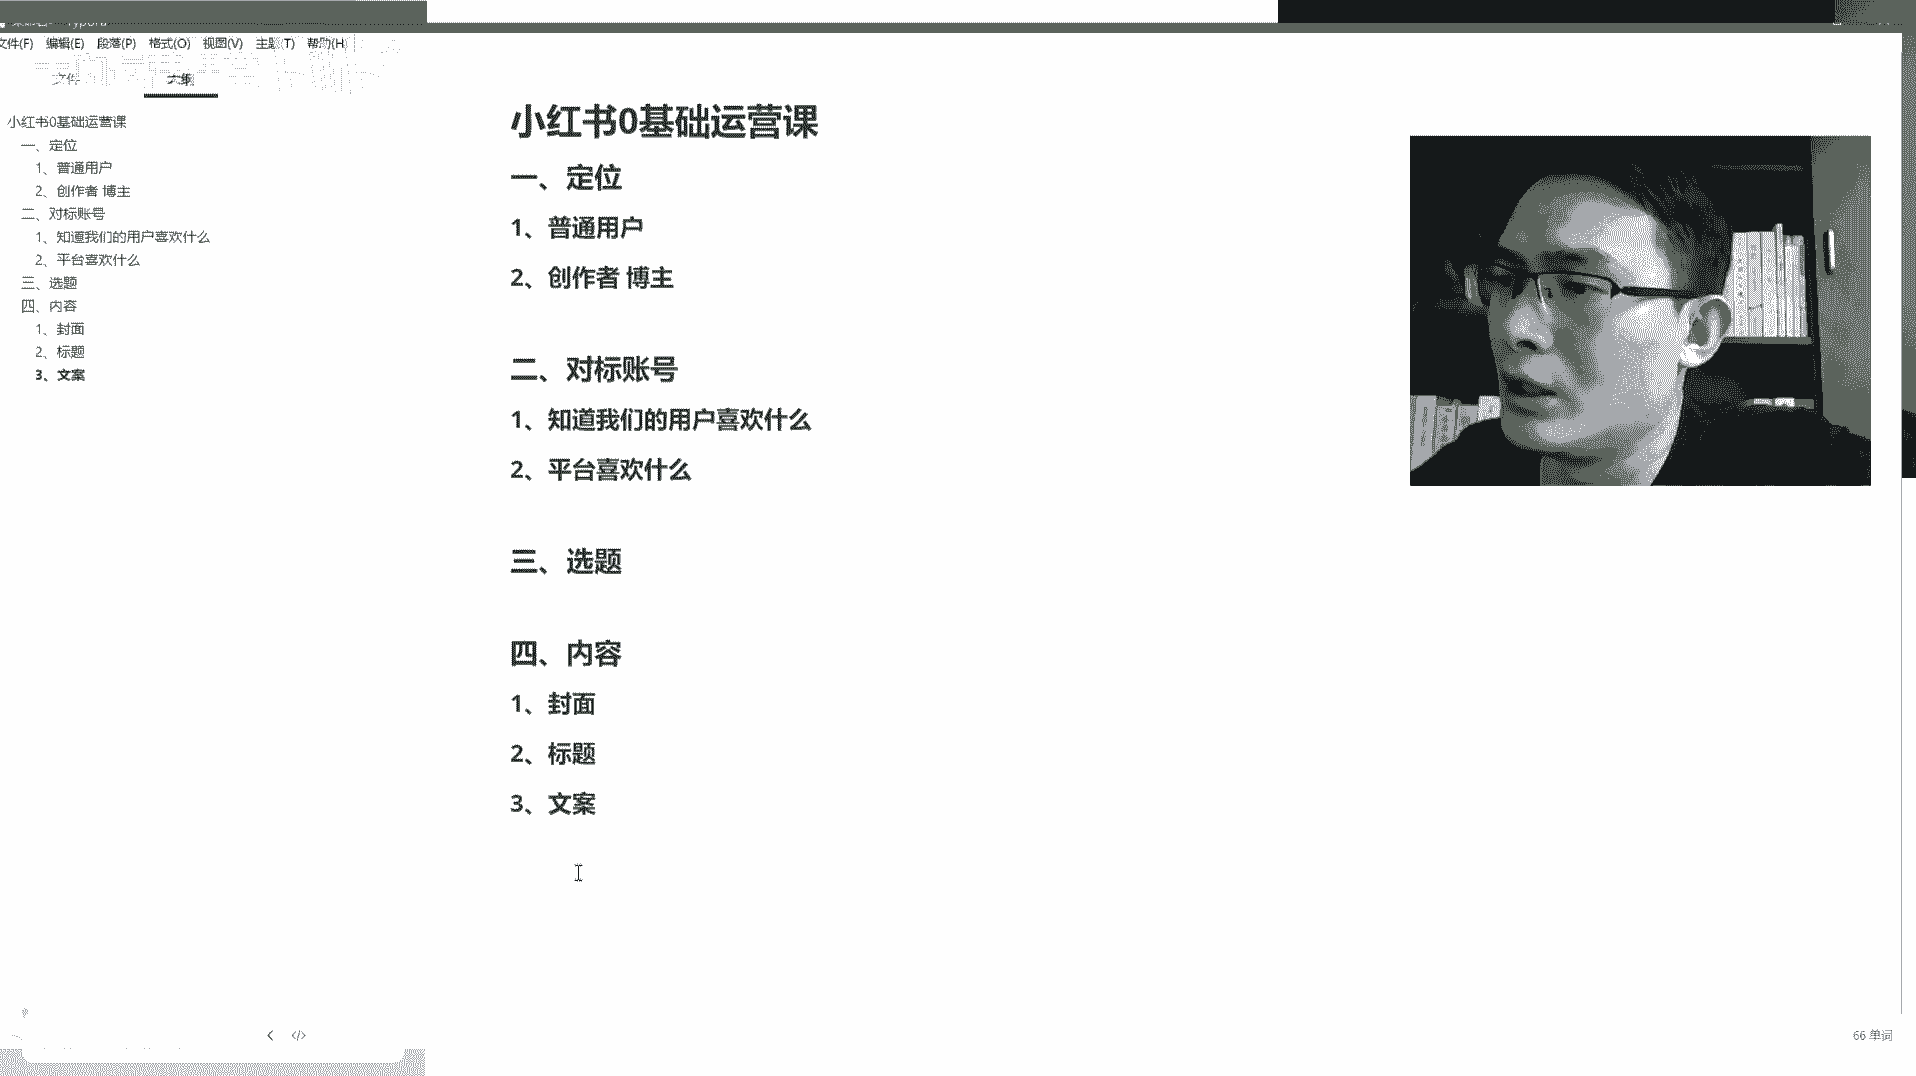 文件(F) 编辑(E) 段落(P) 格式(O) 视图(V) 主题(T) 帮助(H)
文件 大纲
小红书0基础运营课
一、定位
1、普通用户
2、创作者 博主
二、对标账号
1、知道我们的用户喜欢什么
2、平台喜欢什么
三、选题
四、内容
1、封面
2、标题
3、文案
小红书0基础运营课
一、定位
1、普通用户
2、创作者 博主
二、对标账号
1、知道我们的用户喜欢什么
2、平台喜欢什么
三、选题
四、内容
1、封面
2、标题
3、文案
66 单词